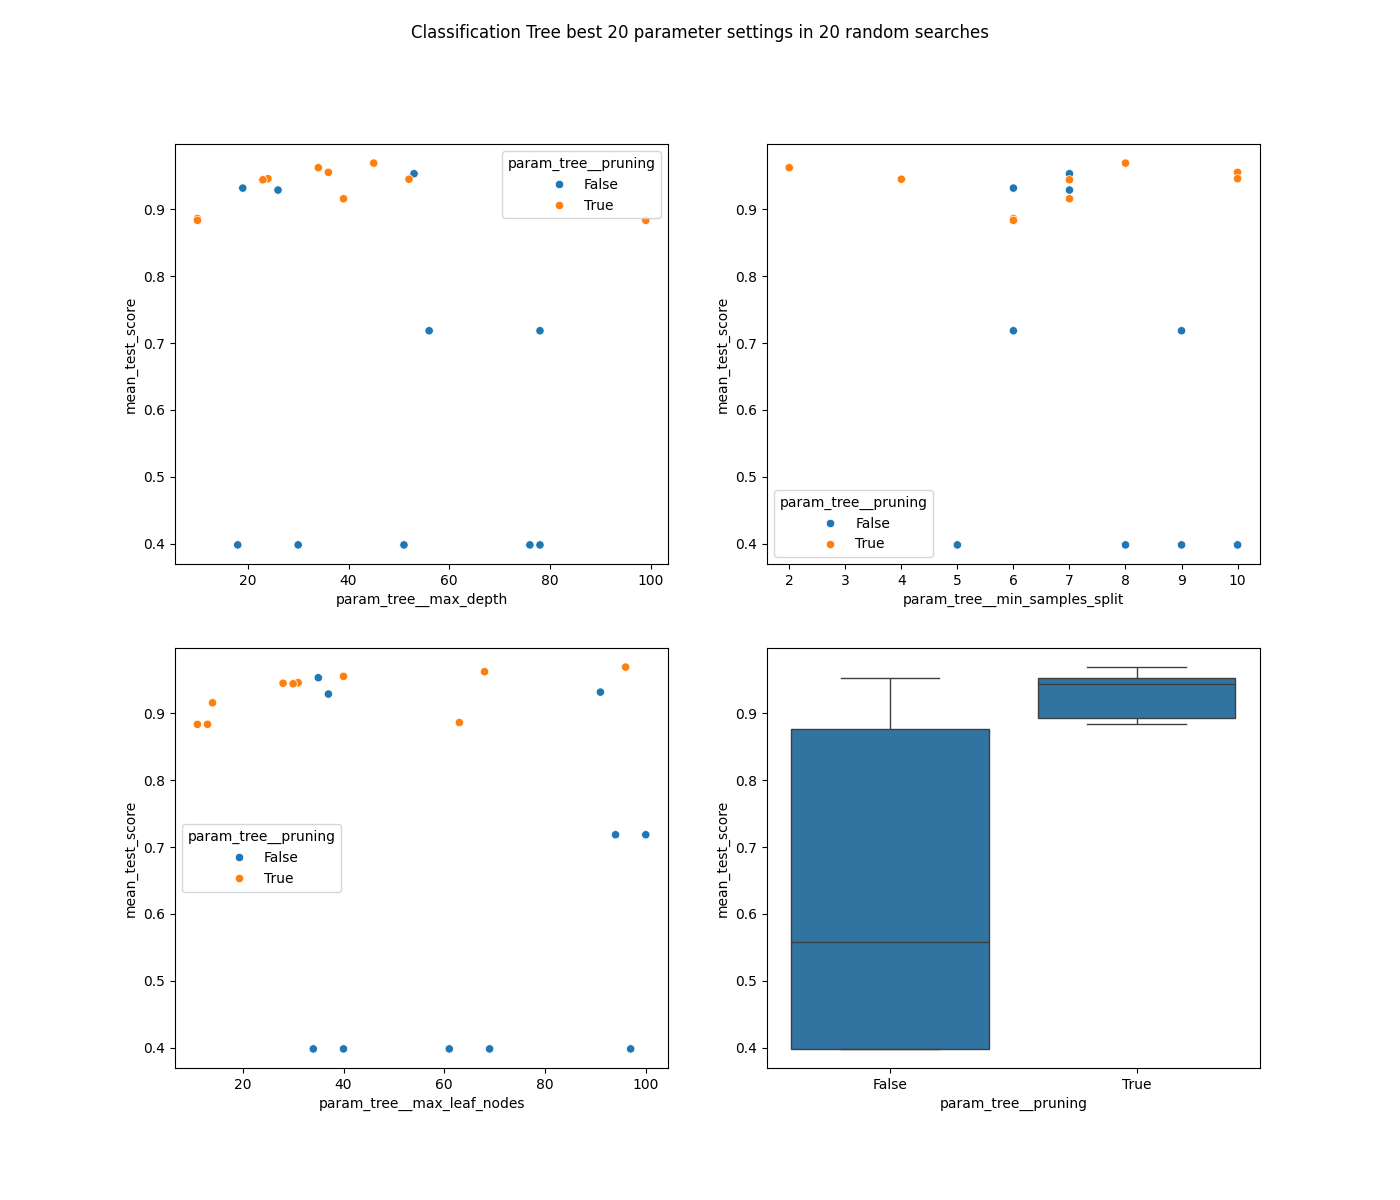 Classification Tree best 20 parameter settings in 20 random searches
param_tree__pruning
False
True
0.9
0.8
0.7
0.6
0.5
0.4
mean_test_score
20 40 60 80 100
param_tree__max_depth
0.9
0.8
0.7
0.6
0.5
0.4
mean_test_score
param_tree__pruning
False
True
2 3 4 5 6 7 8 9 10
param_tree__min_samples_split
0.9
0.8
0.7
0.6
0.5
0.4
mean_test_score
param_tree__pruning
False
True
20 40 60 80 100
param_tree__max_leaf_nodes
0.9
0.8
0.7
0.6
0.5
0.4
mean_test_score
False True
param_tree__pruning